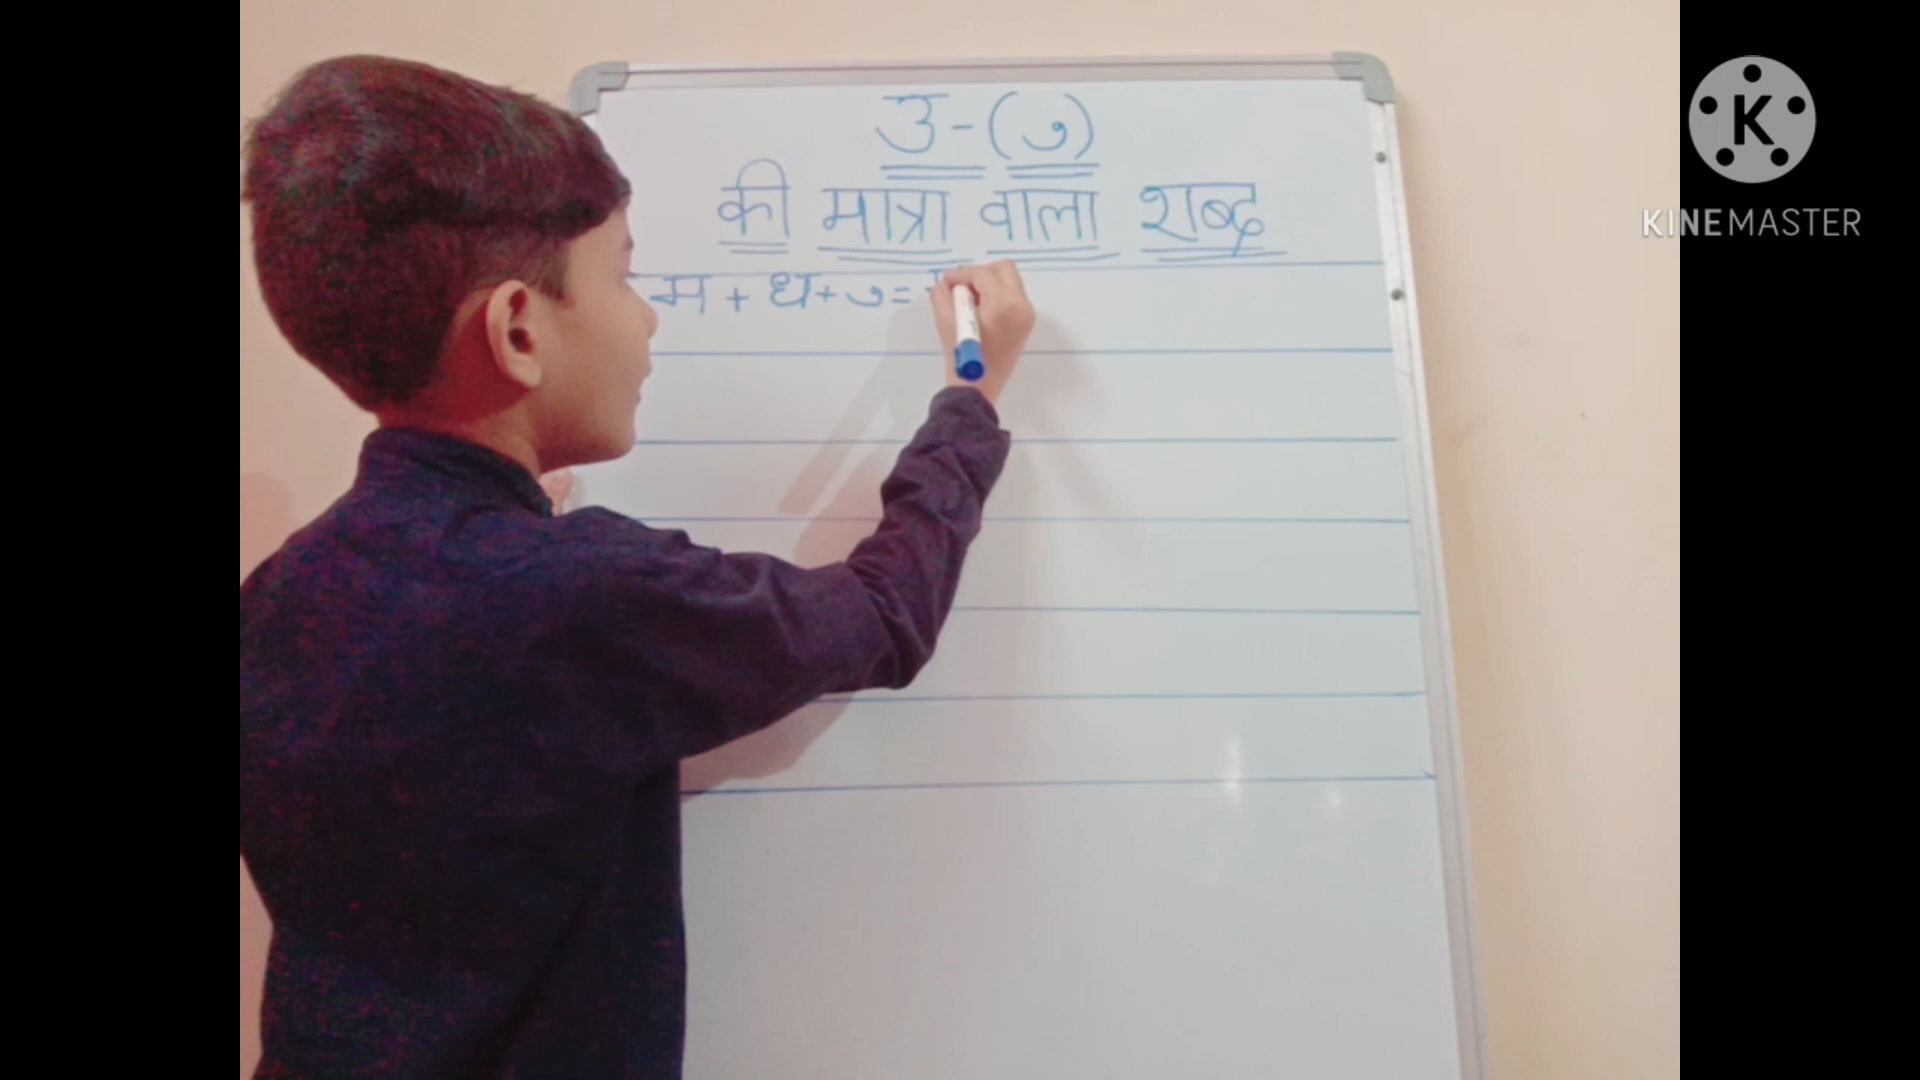 उ-(ु)
की मात्रा वाला शब्द
म + ध + ु =
KINEMASTER